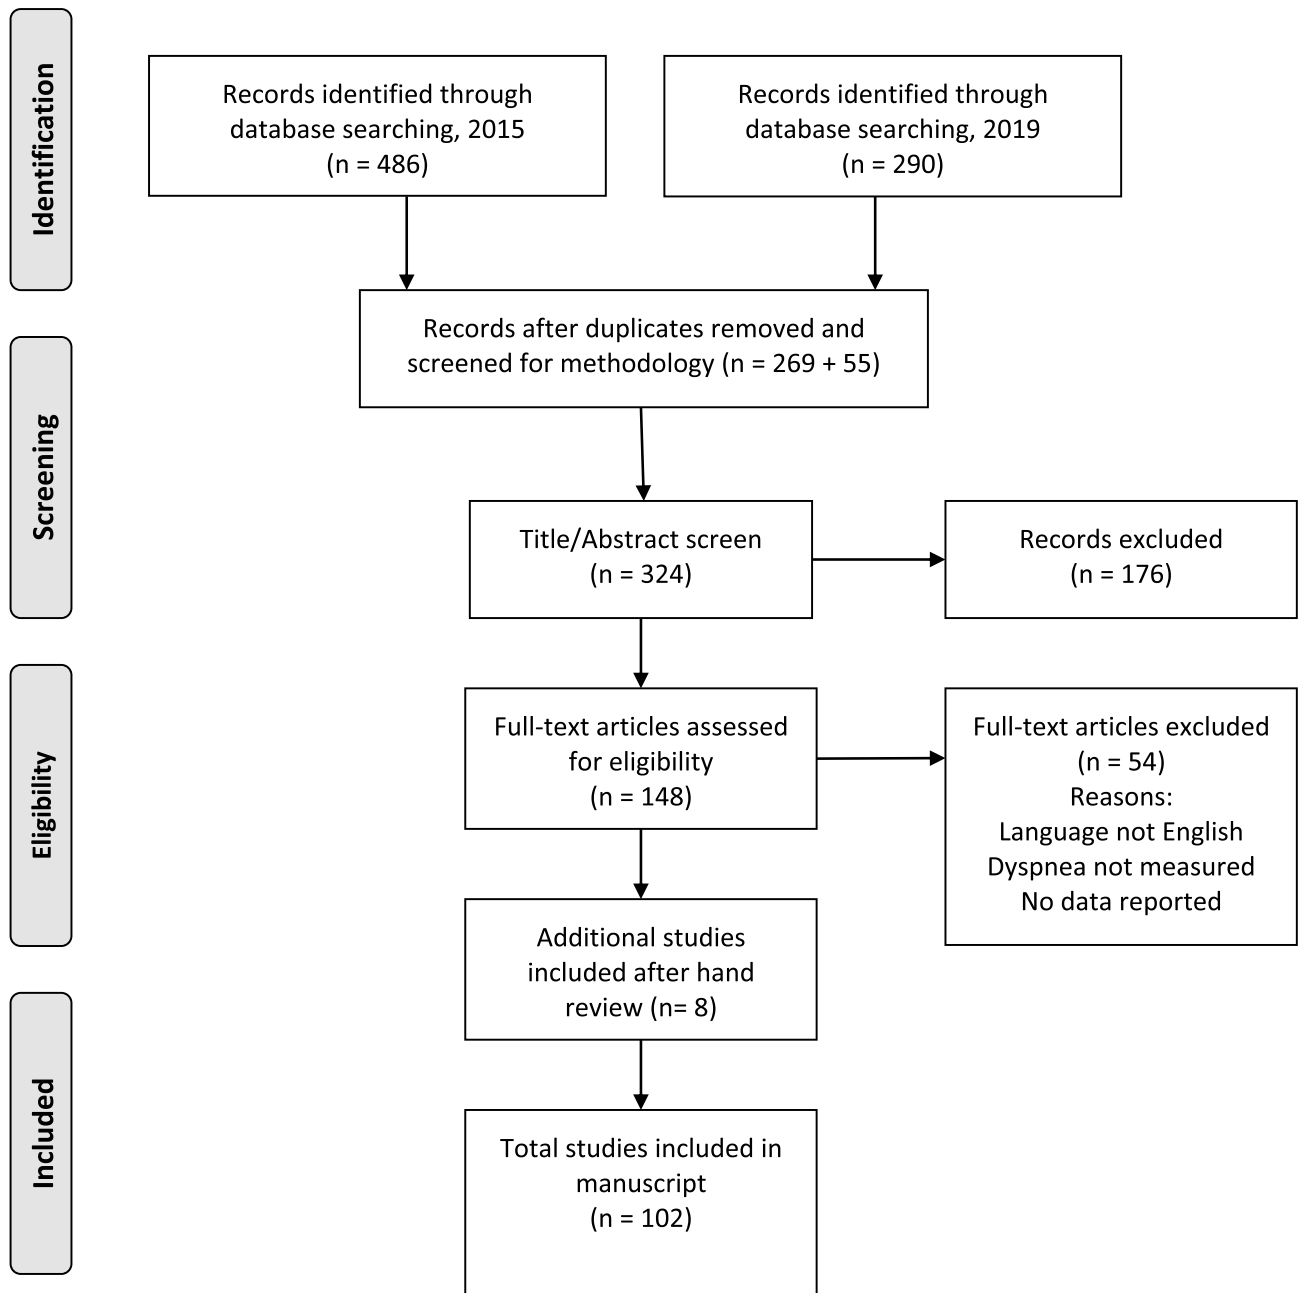 Identification
Records identified through
database searching, 2015
(n = 486)
Records identified through
database searching, 2019
(n = 290)
Records after duplicates removed and
screened for methodology (n = 269 + 55)
Screening
Title/Abstract screen
(n = 324)
Records excluded
(n = 176)
Eligibility
Full-text articles assessed
for eligibility
(n = 148)
Full-text articles excluded
(n = 54)
Reasons:
Language not English
Dyspnea not measured
No data reported
Additional studies
included after hand
review (n= 8)
Included
Total studies included in
manuscript
(n = 102)